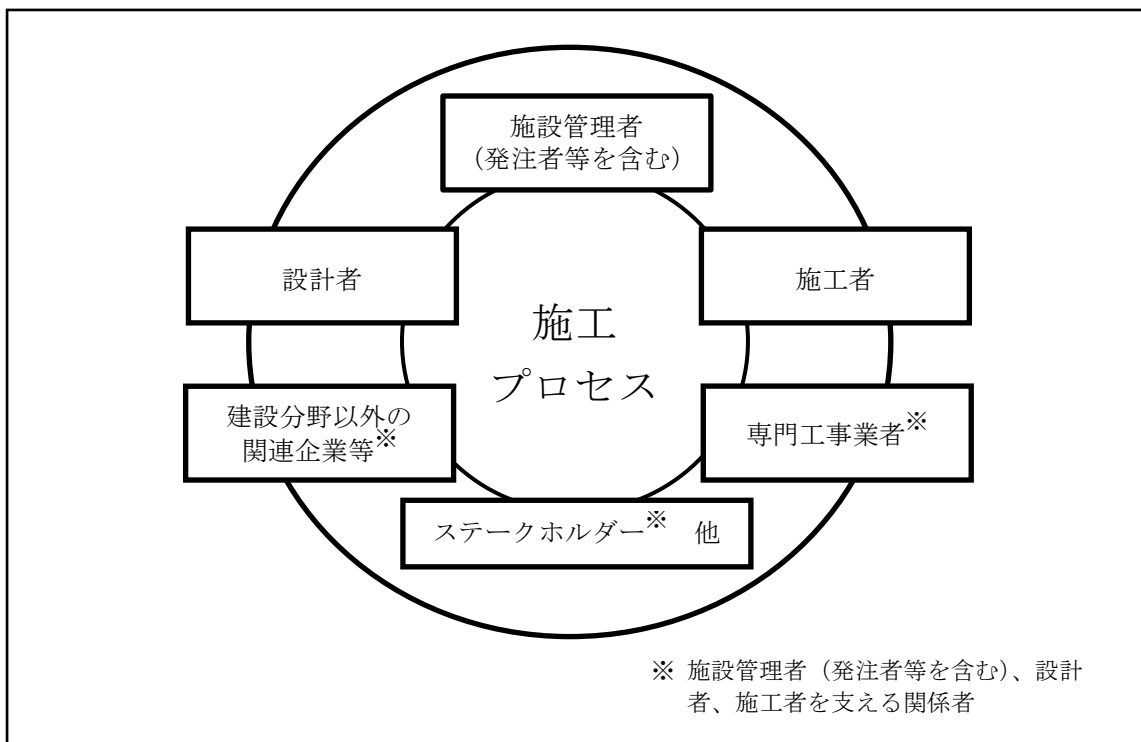 施設管理者
（発注者等を含む）
設計者
施工者
施工
プロセス
建設分野以外の
関連企業等※
専門工事業者※
ステークホルダー※　他
※ 施設管理者（発注者等を含む）、設計
者、施工者を支える関係者